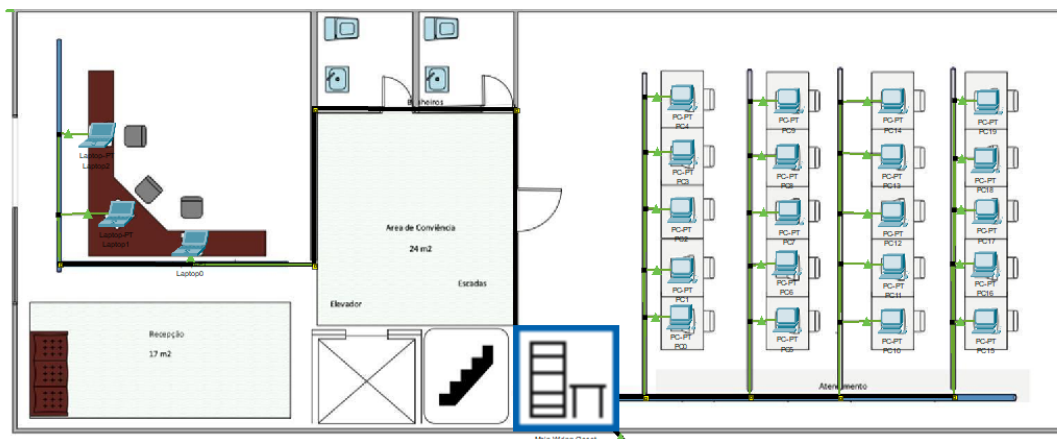 Banheiros
Laptop-PT
Laptop2
Laptop-PT
Laptop1
Laptop0
Area de Conviência
24 m2
Escadas
Elevador
Recepção
17 m2
PC-PT
PC4
PC-PT
PC9
PC-PT
PC14
PC-PT
PC19
PC-PT
PC3
PC-PT
PC8
PC-PT
PC13
PC-PT
PC18
PC-PT
PC2
PC-PT
PC7
PC-PT
PC12
PC-PT
PC17
PC-PT
PC1
PC-PT
PC6
PC-PT
PC11
PC-PT
PC16
PC-PT
PC0
PC-PT
PC5
PC-PT
PC10
PC-PT
PC15
Atendimento
Main Wiring Closet